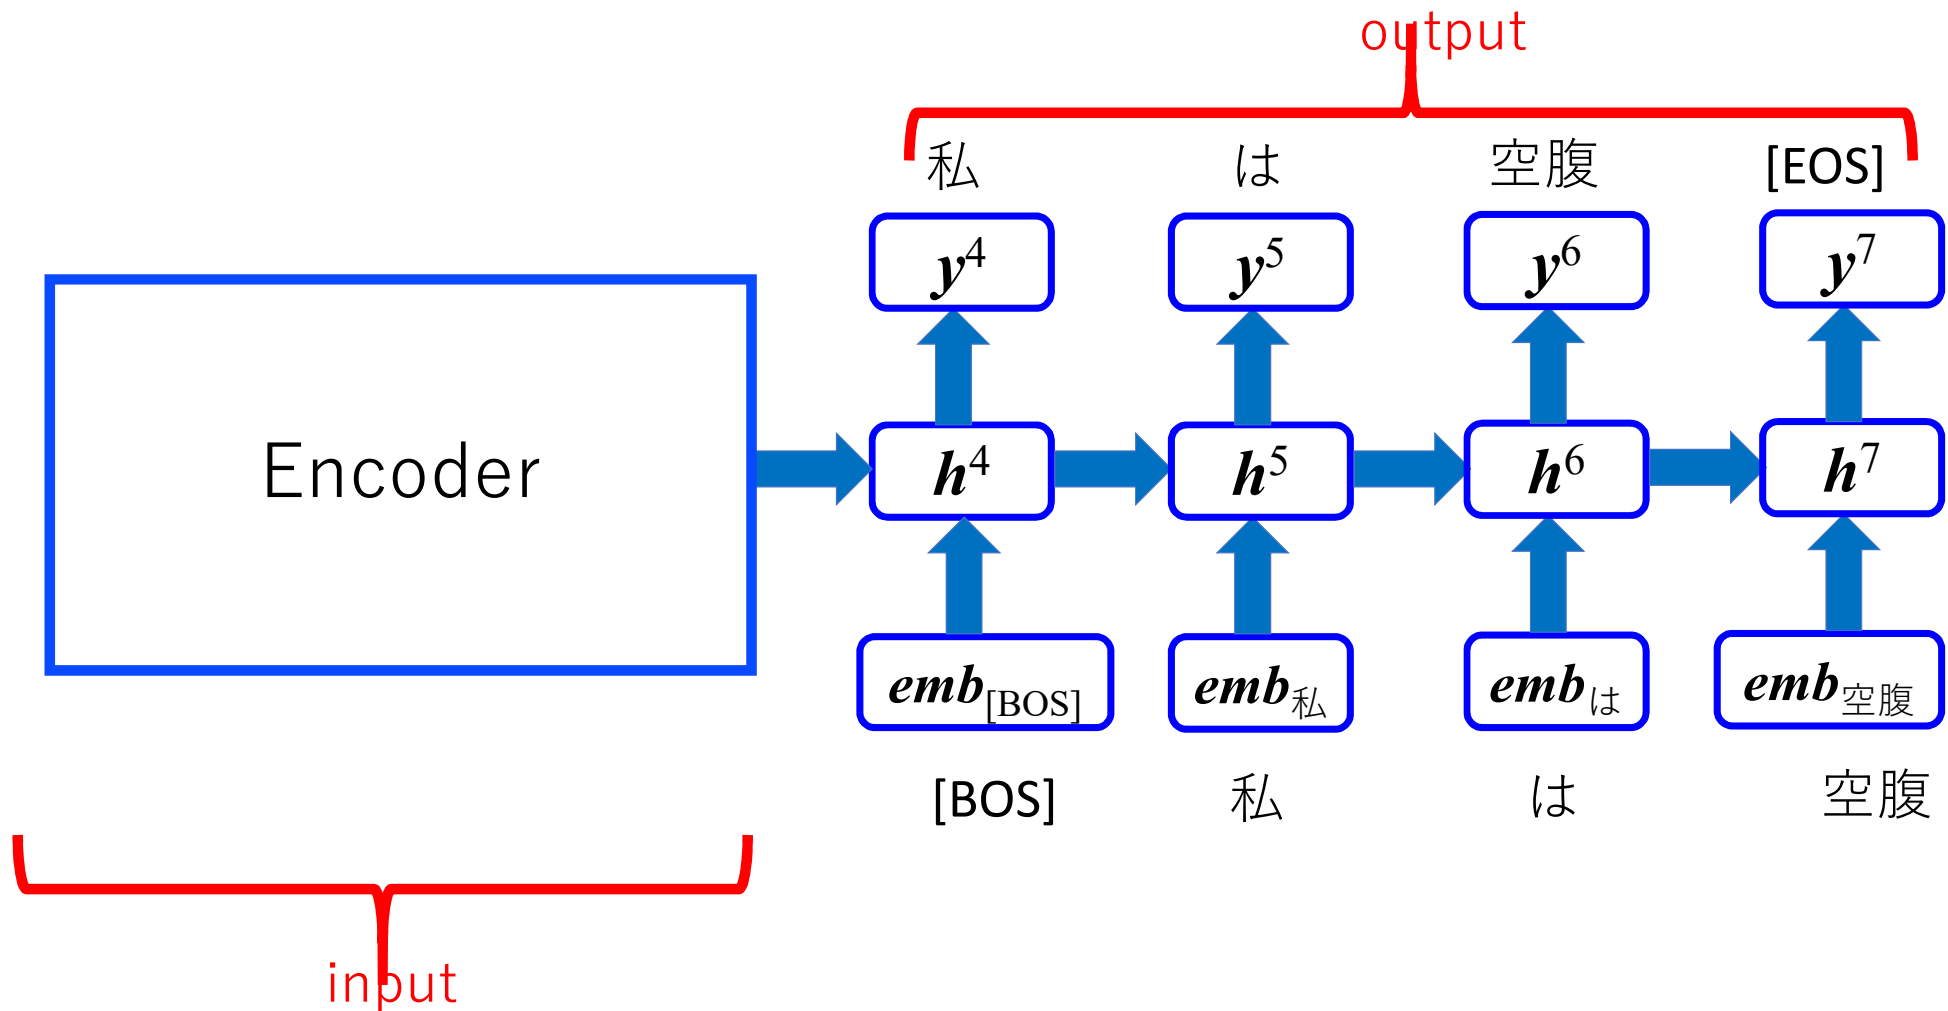 output
私 は 空腹 [EOS]
y4 y5 y6 y7
Encoder h4 h5 h6 h7
emb[BOS] emb私 embは emb空腹
[BOS] 私 は 空腹
input